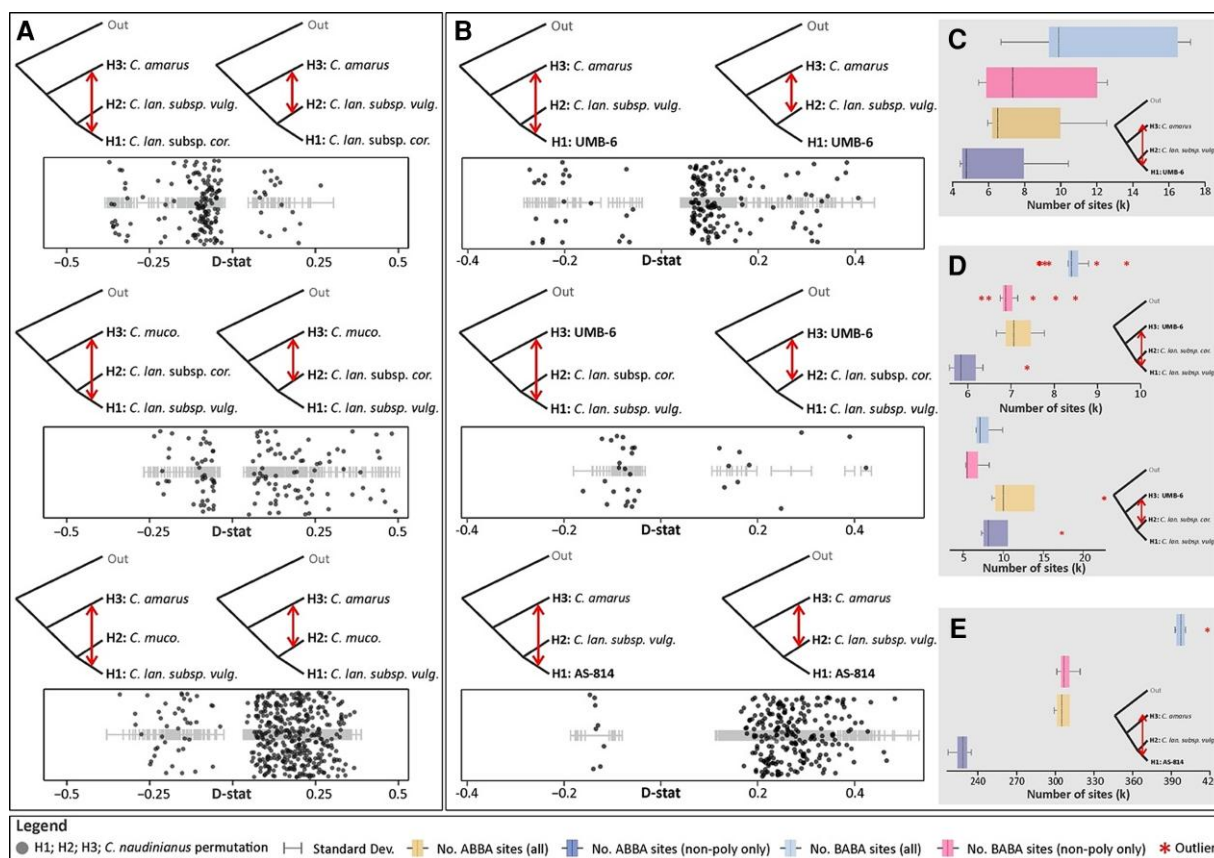 A
Out
Out
H3: C. amarus
H3: C. amarus
H2: C. lan. subsp. vulg.
H2: C. lan. subsp. vulg.
H1: C. lan. subsp. cor.
H1: C. lan. subsp. cor.
−0.5 −0.25 D-stat 0.25 0.5
Out
Out
H3: C. muco.
H3: C. muco.
H2: C. lan. subsp. cor.
H2: C. lan. subsp. cor.
H1: C. lan. subsp. vulg.
H1: C. lan. subsp. vulg.
−0.5 −0.25 D-stat 0.25 0.5
Out
Out
H3: C. amarus
H3: C. amarus
H2: C. muco.
H2: C. muco.
H1: C. lan. subsp. vulg.
H1: C. lan. subsp. vulg.
−0.5 −0.25 D-stat 0.25 0.5
B
Out
Out
H3: C. amarus
H3: C. amarus
H2: C. lan. subsp. vulg.
H2: C. lan. subsp. vulg.
H1: UMB-6
H1: UMB-6
−0.4 −0.2 D-stat 0.2 0.4
Out
Out
H3: UMB-6
H3: UMB-6
H2: C. lan. subsp. cor.
H2: C. lan. subsp. cor.
H1: C. lan. subsp. vulg.
H1: C. lan. subsp. vulg.
-0.4 −0.2 D-stat 0.2 0.4
Out
Out
H3: C. amarus
H3: C. amarus
H2: C. lan. subsp. vulg.
H2: C. lan. subsp. vulg.
H1: AS-814
H1: AS-814
−0.4 −0.2 D-stat 0.2 0.4
C
Out
H3: C. amarus
H2: C. lan. subsp. vulg
H1: UMB-6
4 6 8 10 12 14 16 18
Number of sites (k)
D
Out
H3: UMB-6
H2: C. lan. subsp. cor.
H1: C. lan. subsp. vulg
6 7 8 9 10
Number of sites (k)
Out
H3: UMB-6
H2: C. lan. subsp. cor.
H1: C. lan. subsp. vulg
5 10 15 20
Number of sites (k)
E
Out
H3: C. amarus
H2: C. lan. subsp. vulg
H1: AS-814
240 300 330 360 390 42
Number of sites (k)
Legend
H1; H2; H3; C. naudinianus permutation Standard Dev. No. ABBA sites (all) No. ABBA sites (non-poly only) No. BABA sites (all) No. BABA sites (non-poly only) * Outlier